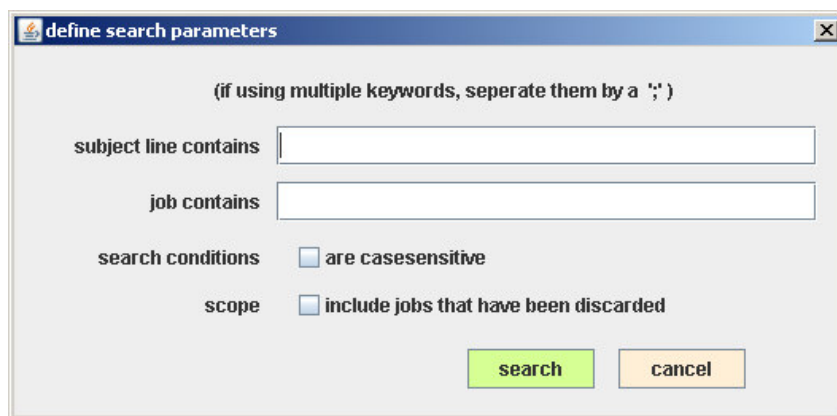 define search parameters
(if using multiple keywords, seperate them by a ';' )
subject line contains
job contains
search conditions are casesensitive
scope include jobs that have been discarded
search cancel